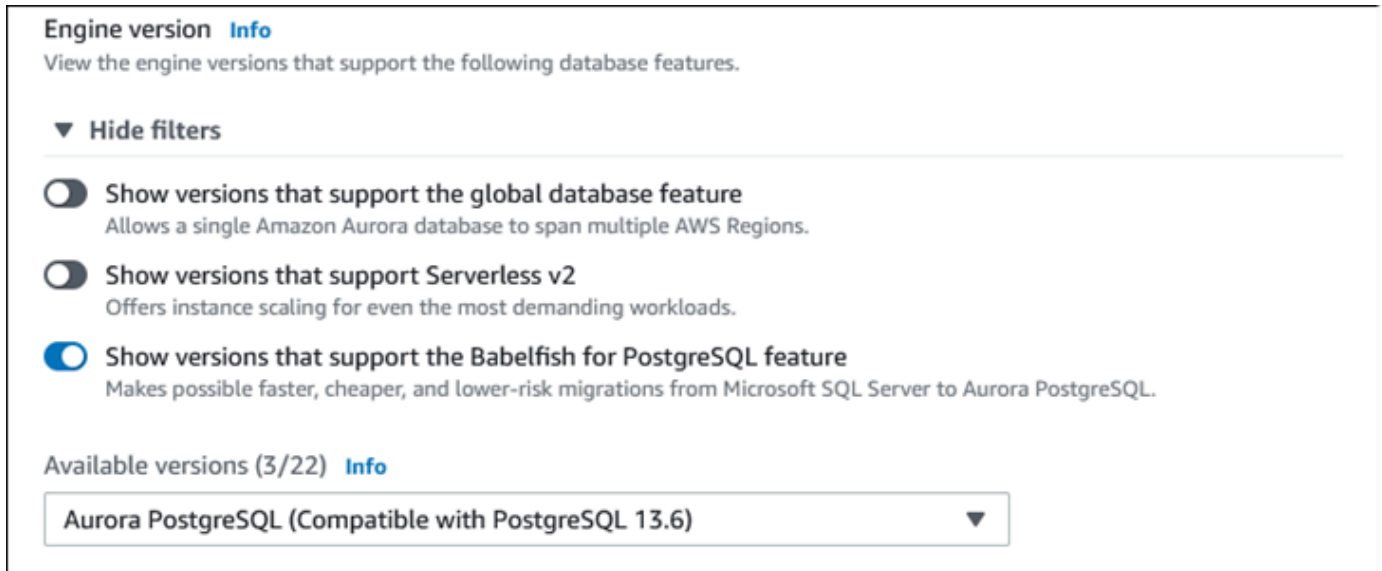 Engine version Info
View the engine versions that support the following database features.
Hide filters
Show versions that support the global database feature
Allows a single Amazon Aurora database to span multiple AWS Regions.
Show versions that support Serverless v2
Offers instance scaling for even the most demanding workloads.
Show versions that support the Babelfish for PostgreSQL feature
Makes possible faster, cheaper, and lower-risk migrations from Microsoft SQL Server to Aurora PostgreSQL.
Available versions (3/22) Info
Aurora PostgreSQL (Compatible with PostgreSQL 13.6)